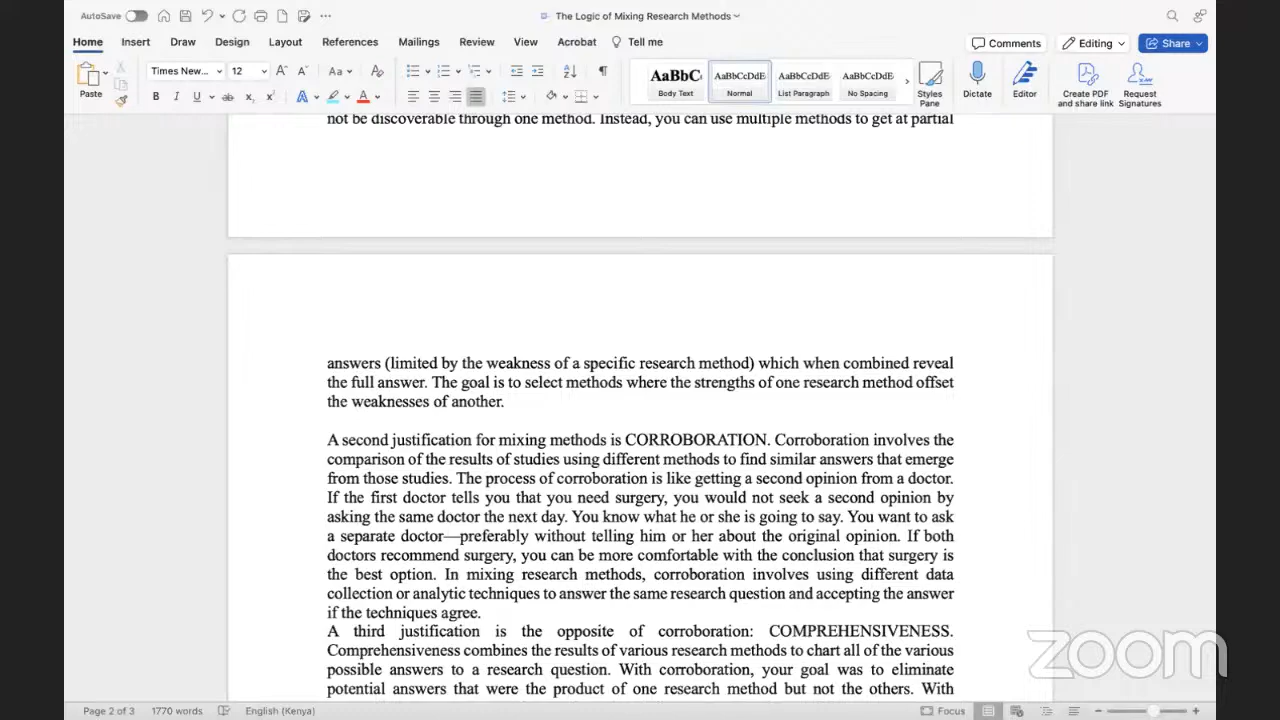 AutoSave
The Logic of Mixing Research Methods
Home Insert Draw Design Layout References Mailings Review View Acrobat Tell me
Comments Editing Share
Paste
Times New... 12
AaBbC AaBbCcDdE AaBbCcDdE AaBbCcDdE
Body Text Normal List Paragraph No Spacing
Styles Pane
Dictate
Editor
Create PDF and share link
Request Signatures
not be discoverable through one method. Instead, you can use multiple methods to get at partial
answers (limited by the weakness of a specific research method) which when combined reveal
the full answer. The goal is to select methods where the strengths of one research method offset
the weaknesses of another.
A second justification for mixing methods is CORROBORATION. Corroboration involves the
comparison of the results of studies using different methods to find similar answers that emerge
from those studies. The process of corroboration is like getting a second opinion from a doctor.
If the first doctor tells you that you need surgery, you would not seek a second opinion by
asking the same doctor the next day. You know what he or she is going to say. You want to ask
a separate doctor—preferably without telling him or her about the original opinion. If both
doctors recommend surgery, you can be more comfortable with the conclusion that surgery is
the best option. In mixing research methods, corroboration involves using different data
collection or analytic techniques to answer the same research question and accepting the answer
if the techniques agree.
A third justification is the opposite of corroboration: COMPREHENSIVENESS.
Comprehensiveness combines the results of various research methods to chart all of the various
possible answers to a research question. With corroboration, your goal was to eliminate
potential answers that were the product of one research method but not the others. With
zoom
Page 2 of 3 1770 words English (Kenya) Focus